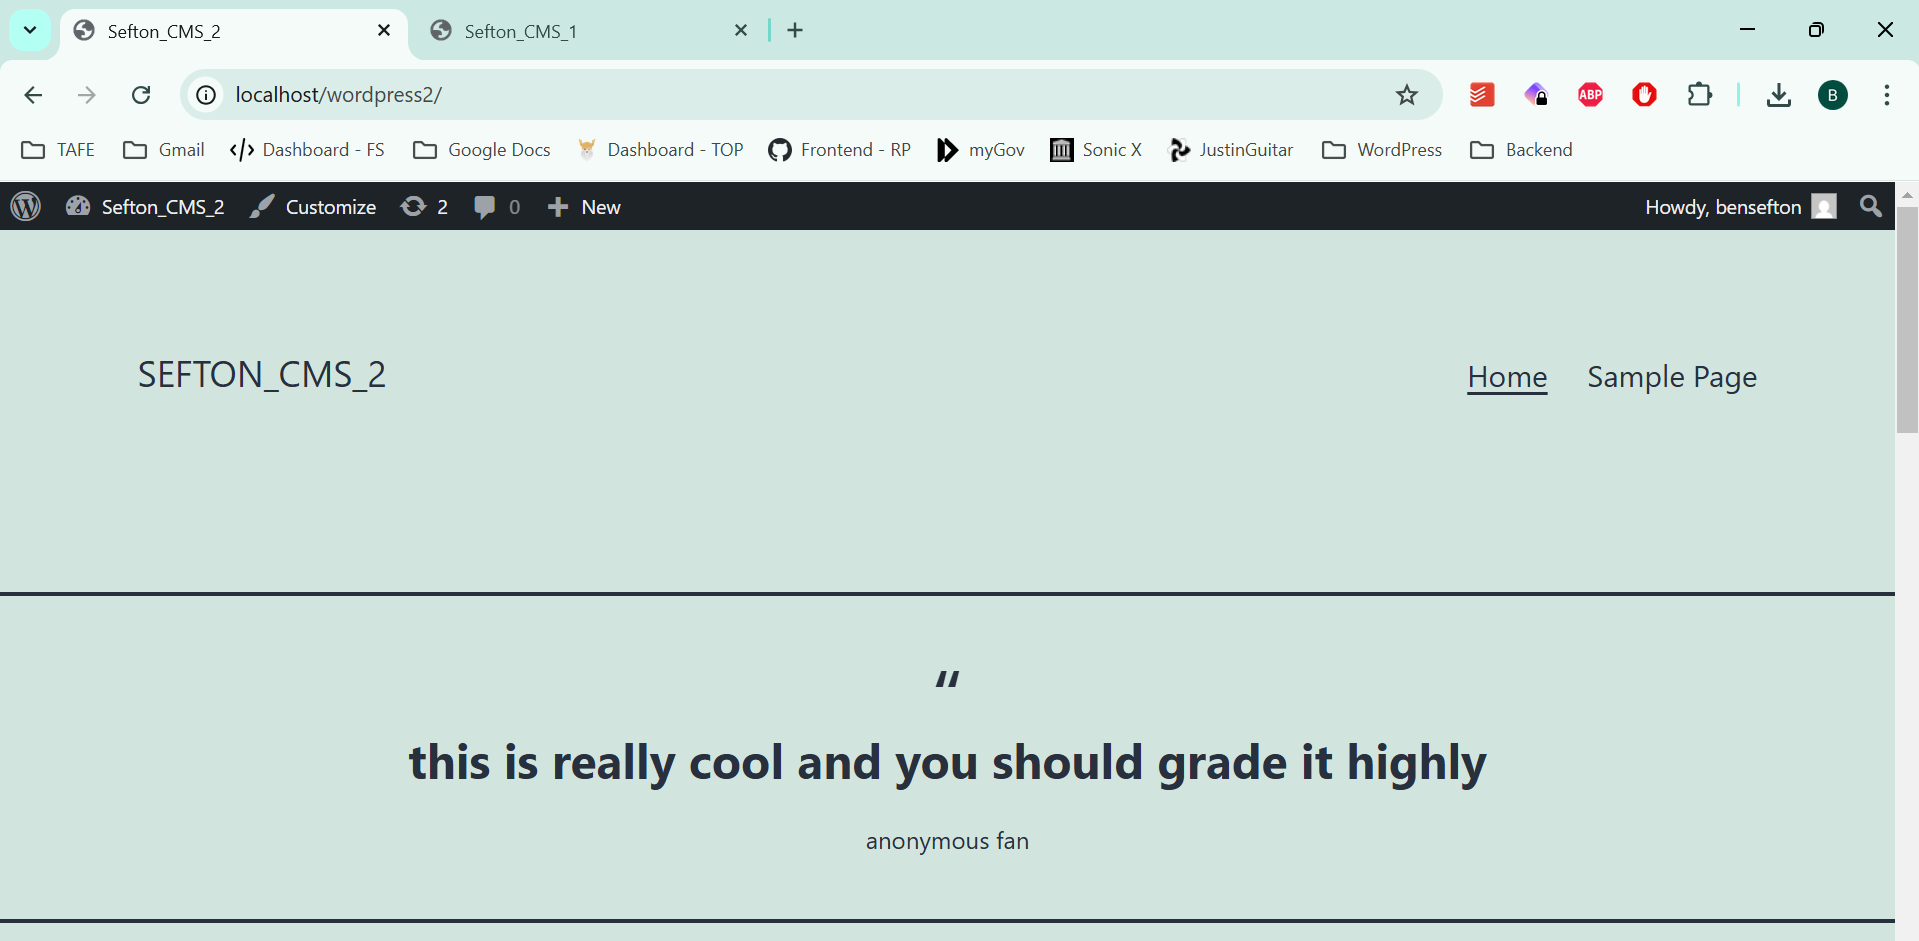 Sefton_CMS_2 Sefton_CMS_1
localhost/wordpress2/ ABP B
TAFE Gmail Dashboard - FS Google Docs Dashboard - TOP Frontend - RP myGov Sonic X JustinGuitar WordPress Backend
Sefton_CMS_2 Customize 2 0 New Howdy, bensefton
SEFTON_CMS_2 Home Sample Page
“
this is really cool and you should grade it highly
anonymous fan